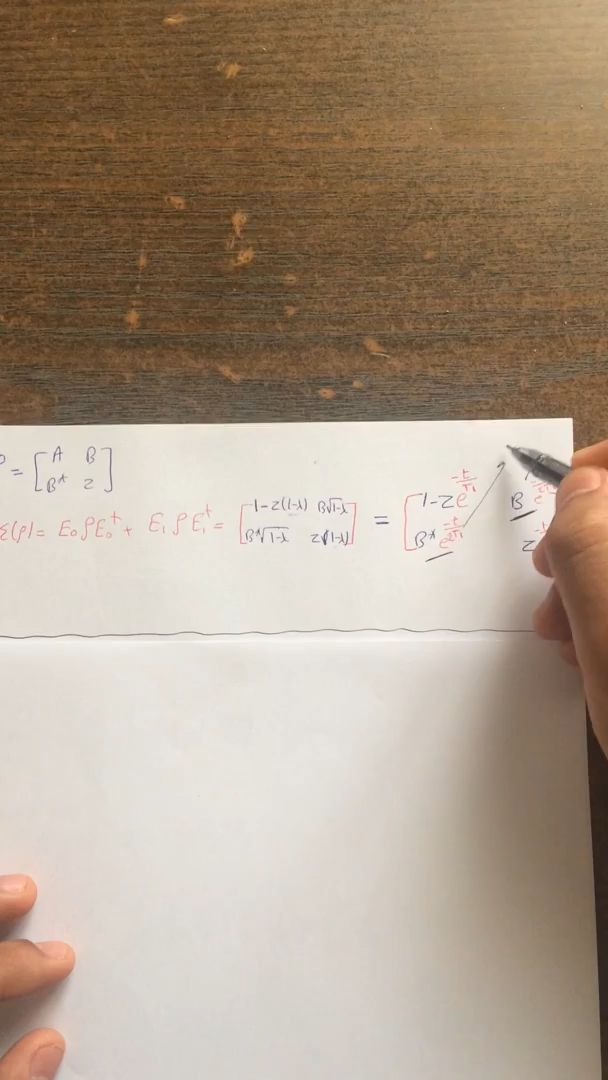 ρ = [A B
B* z]
ε(ρ) = E₀ρE₀† + E₁ρE₁† = [1-z(1-λ) B√1-λ
B*√1-λ z(1-λ)] = [1-ze^(-t/T₁) B e
B* e^(-t/2T₁) z